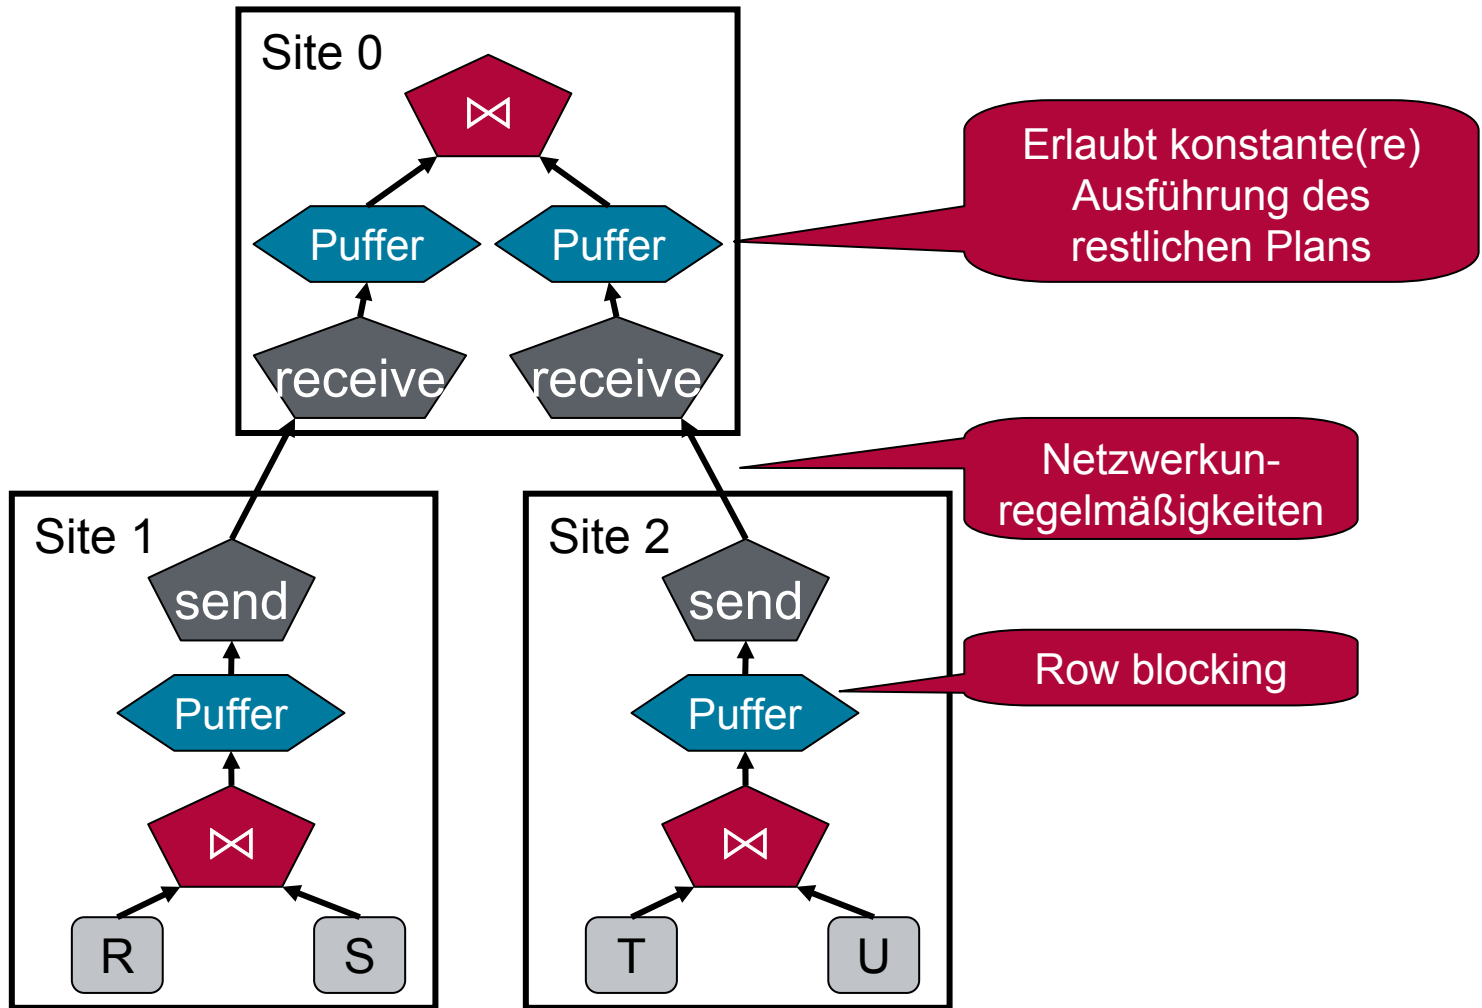 Site 0
⋈
Erlaubt konstante(re)
Ausführung des
restlichen Plans
Puffer
Puffer
receive
receive
Netzwerkun-
regelmäßigkeiten
Site 1
Site 2
send
send
Row blocking
Puffer
Puffer
⋈
⋈
R
S
T
U